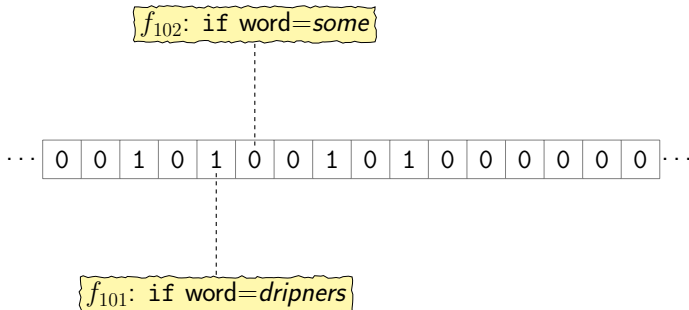 f₁₀₂: if word=some
··· 0 0 1 0 1 0 0 1 0 1 0 0 0 0 0 0 ···
f₁₀₁: if word=dripners